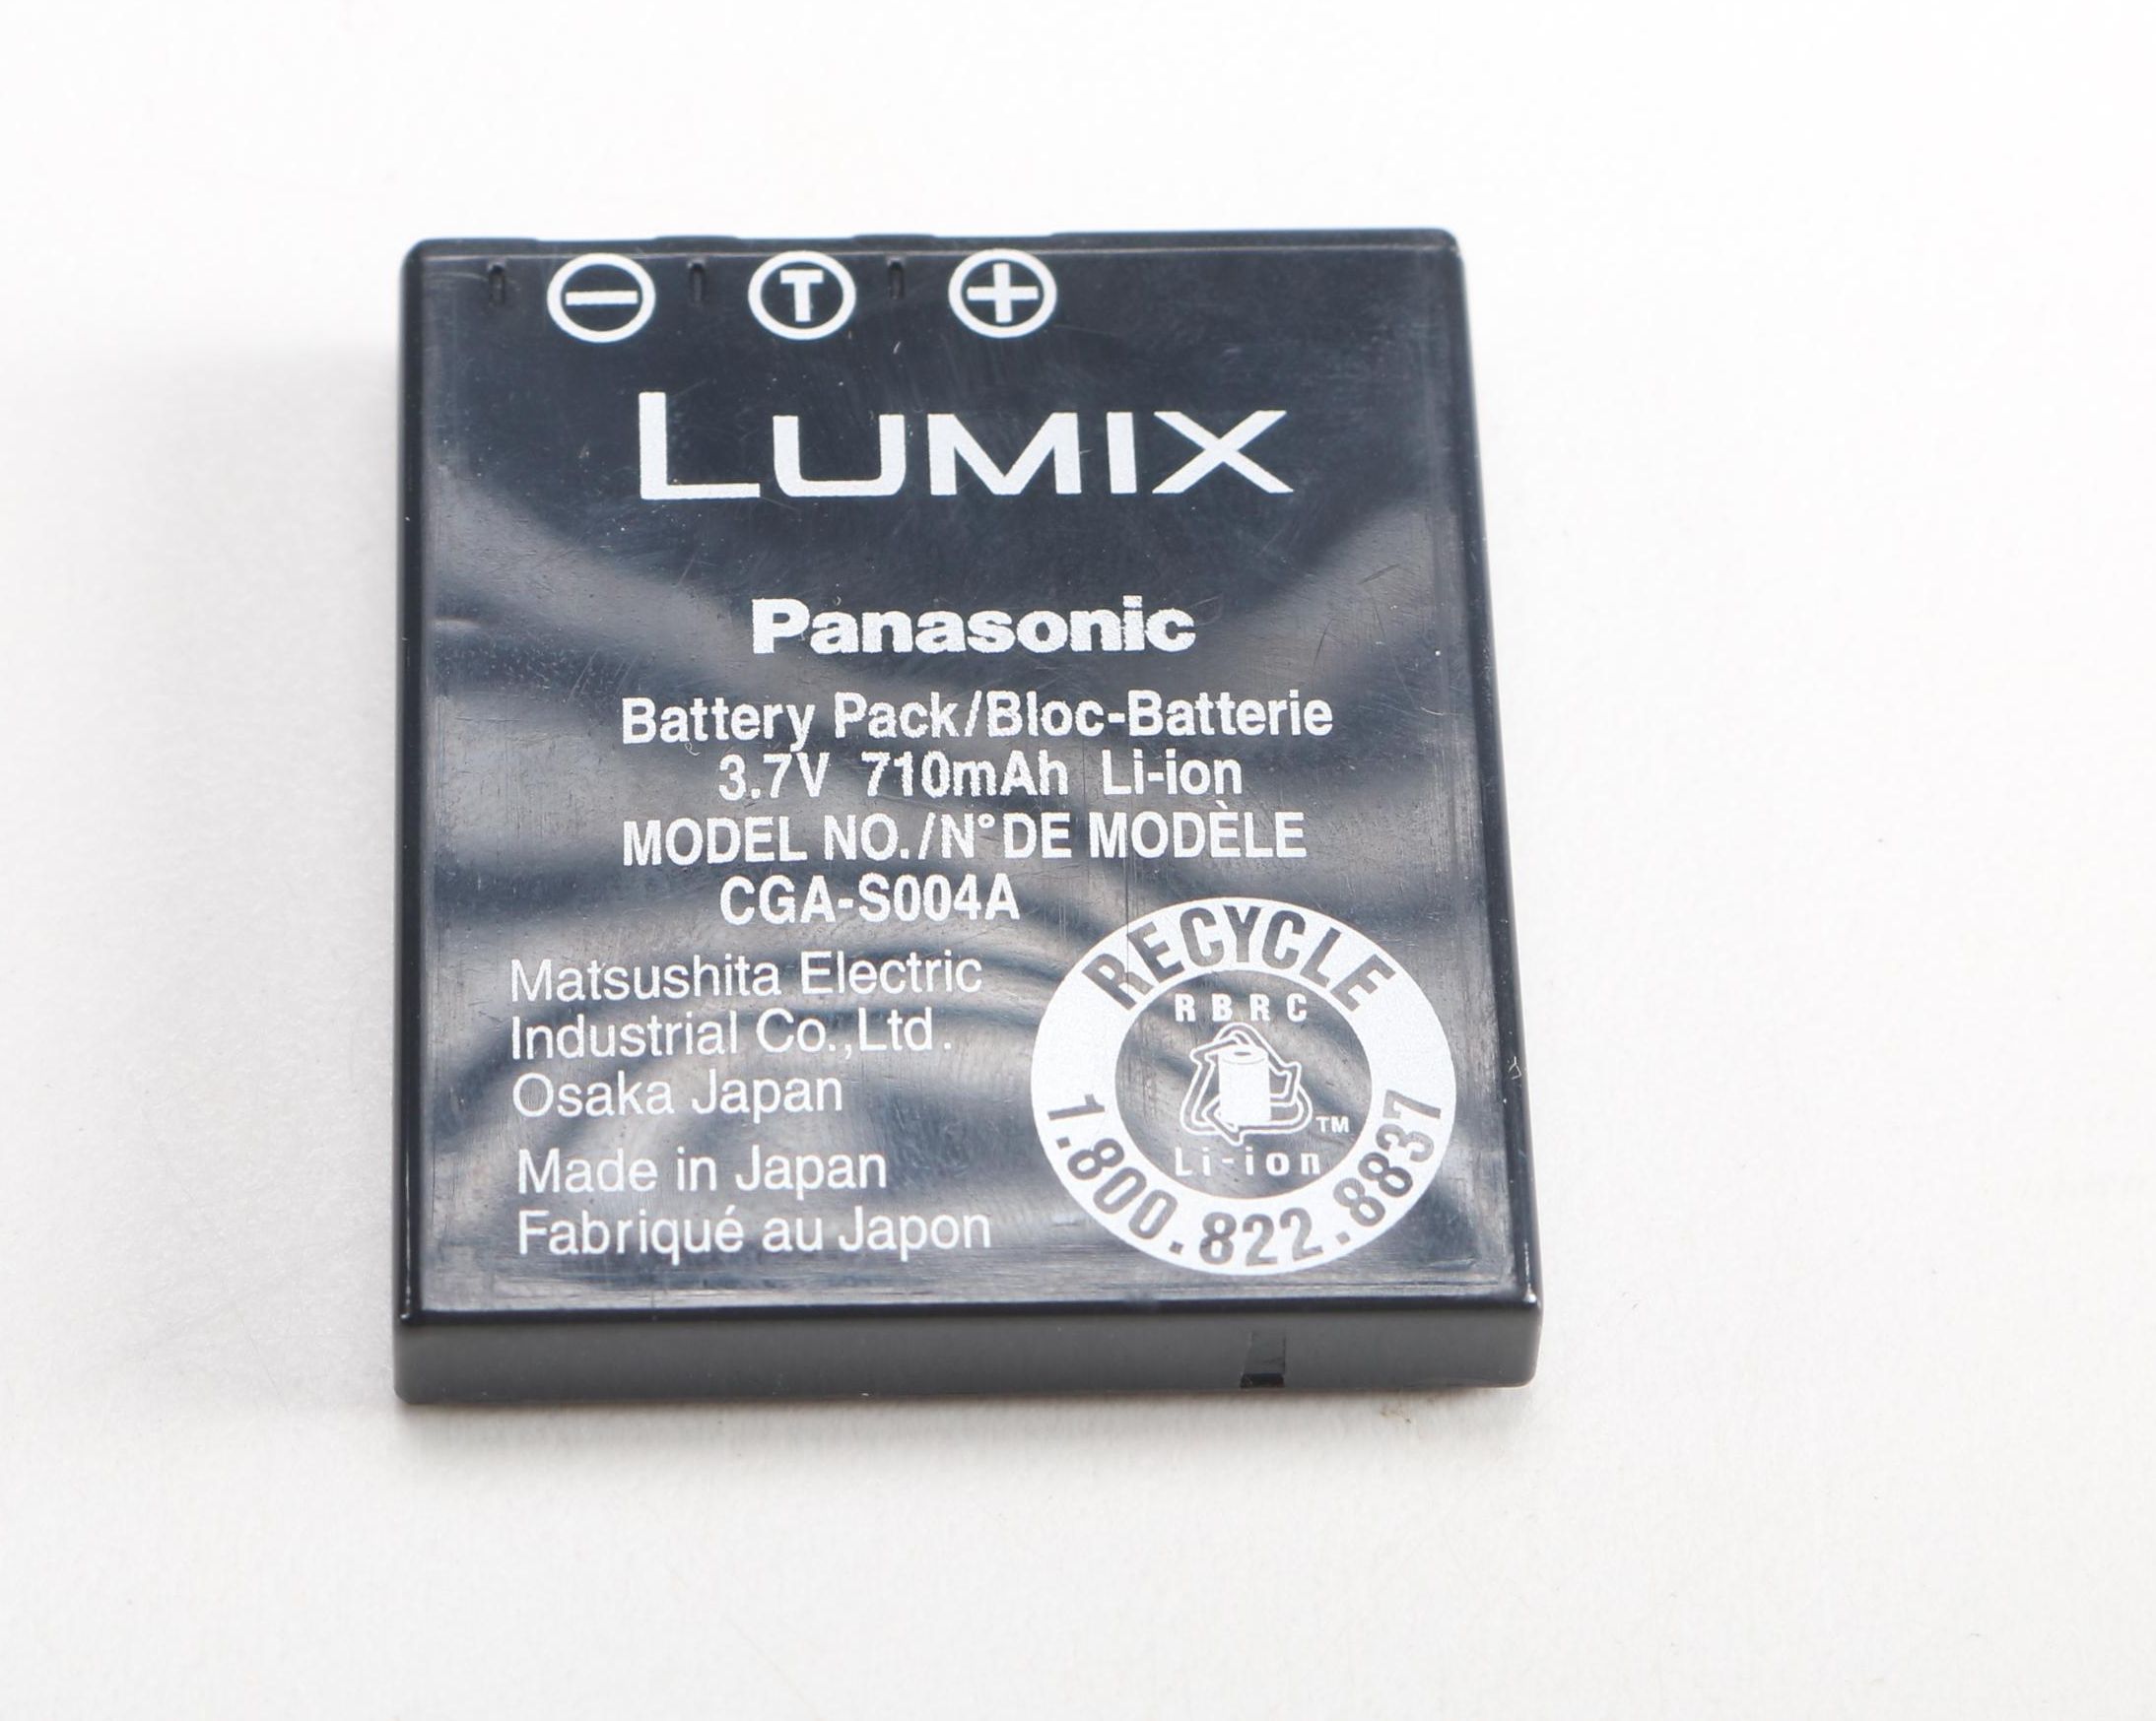 − T +
LUMIX
Panasonic
Battery Pack/Bloc-Batterie
3.7V 710mAh Li-ion
MODEL NO./N° DE MODÈLE
CGA-S004A
Matsushita Electric
Industrial Co.,Ltd.
Osaka Japan
Made in Japan
Fabriqué au Japon
RECYCLE
RBRC
TM
Li-ion
1.800.822.8837